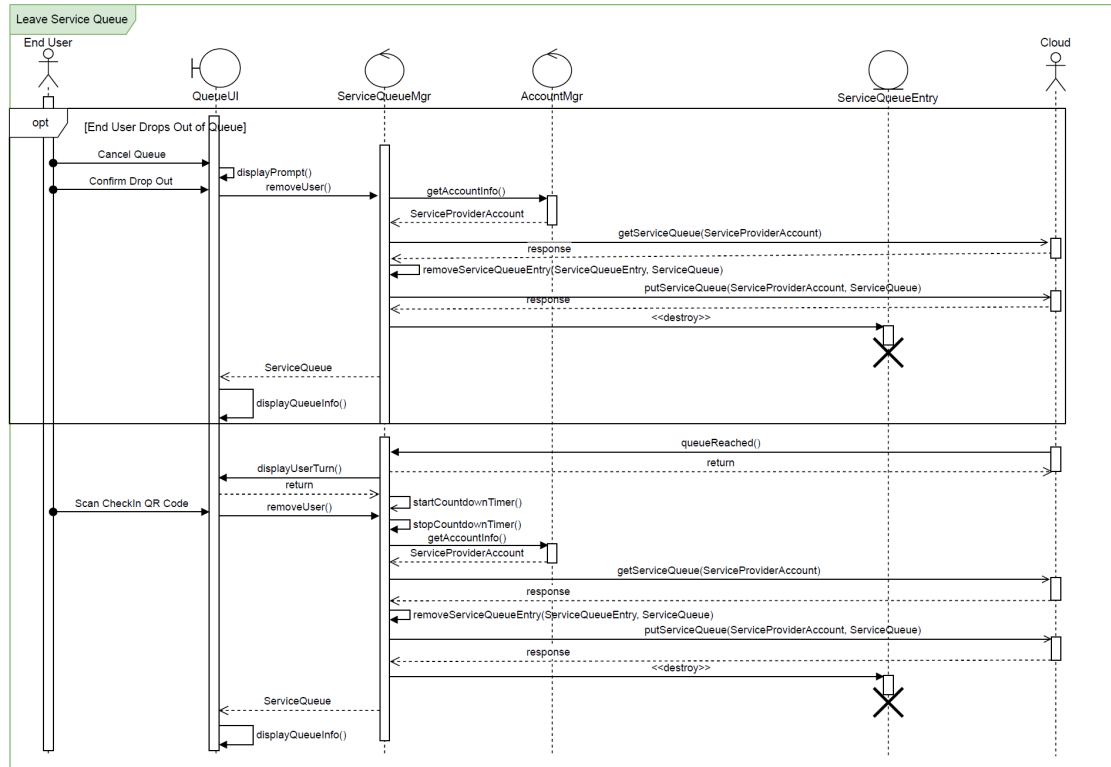 Leave Service Queue
End User
Cloud
QueueUI
ServiceQueueMgr
AccountMgr
ServiceQueueEntry
opt
[End User Drops Out of Queue]
Cancel Queue
displayPrompt()
Confirm Drop Out
removeUser()
getAccountInfo()
ServiceProviderAccount
getServiceQueue(ServiceProviderAccount)
response
removeServiceQueueEntry(ServiceQueueEntry, ServiceQueue)
putServiceQueue(ServiceProviderAccount, ServiceQueue)
response
<<destroy>>
ServiceQueue
displayQueueInfo()
queueReached()
return
displayUserTurn()
return
Scan CheckIn QR Code
startCountdownTimer()
removeUser()
stopCountdownTimer()
getAccountInfo()
ServiceProviderAccount
getServiceQueue(ServiceProviderAccount)
response
removeServiceQueueEntry(ServiceQueueEntry, ServiceQueue)
putServiceQueue(ServiceProviderAccount, ServiceQueue)
response
<<destroy>>
ServiceQueue
displayQueueInfo()